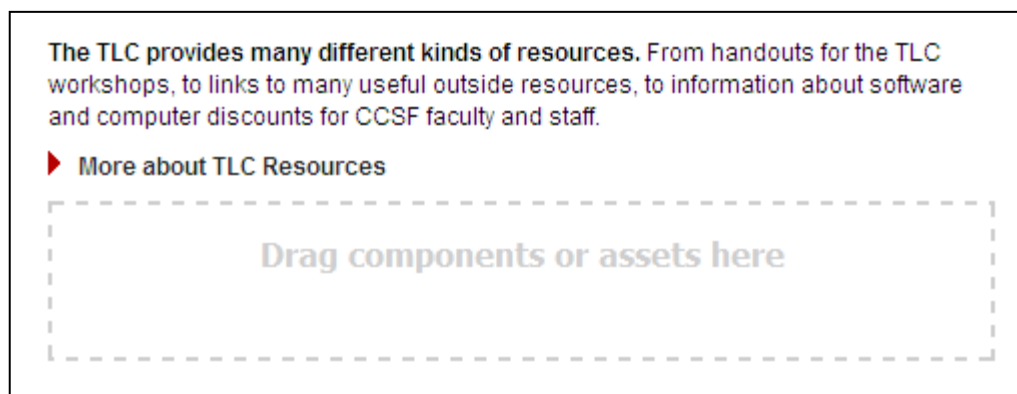 The TLC provides many different kinds of resources. From handouts for the TLC
workshops, to links to many useful outside resources, to information about software
and computer discounts for CCSF faculty and staff.
More about TLC Resources
Drag components or assets here